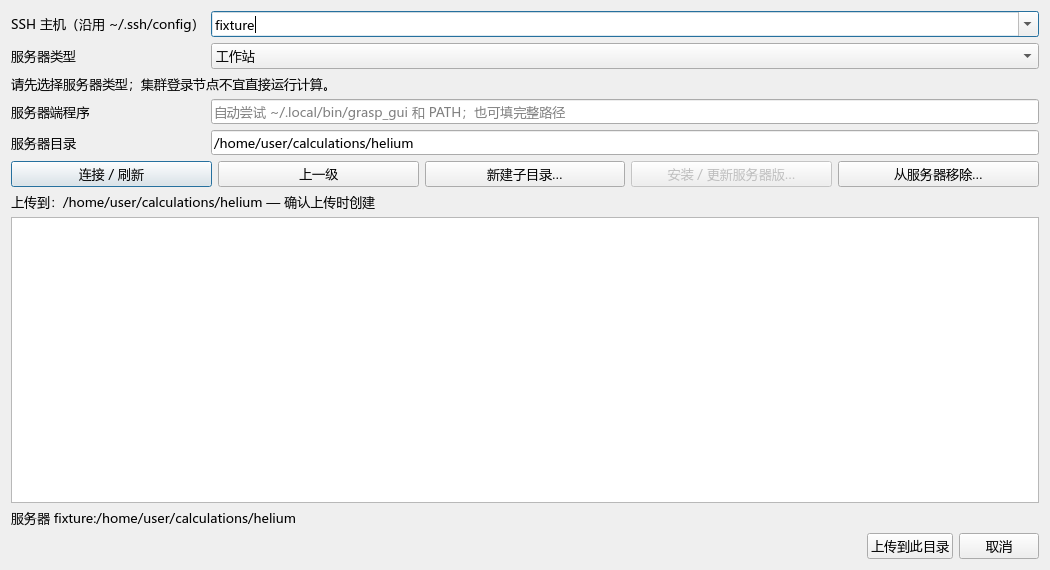 SSH 主机（沿用 ~/.ssh/config） fixture
服务器类型 工作站
请先选择服务器类型；集群登录节点不宜直接运行计算。
服务器端程序 自动尝试 ~/.local/bin/grasp_gui 和 PATH；也可填完整路径
服务器目录 /home/user/calculations/helium
连接 / 刷新 上一级 新建子目录... 安装 / 更新服务器版... 从服务器移除...
上传到：/home/user/calculations/helium — 确认上传时创建
服务器 fixture:/home/user/calculations/helium
上传到此目录 取消